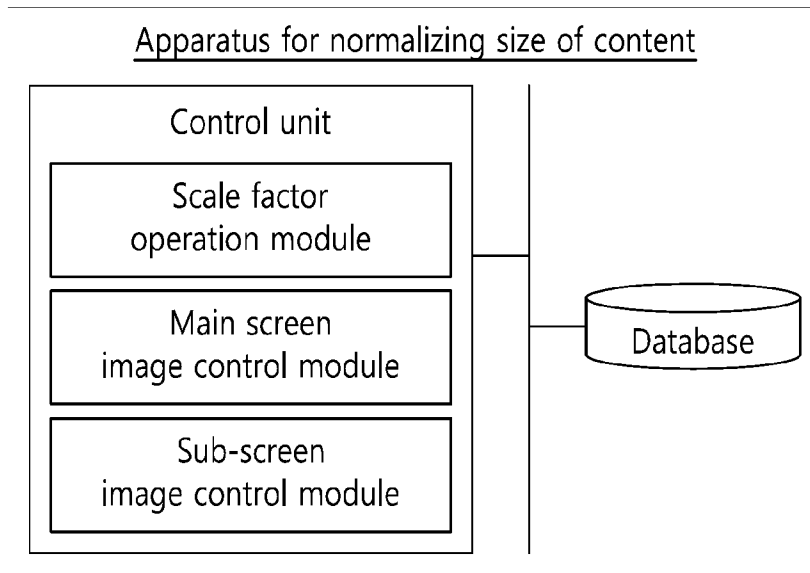 Apparatus for normalizing size of content
Control unit
Scale factor
operation module
Main screen
image control module
Sub-screen
image control module
Database